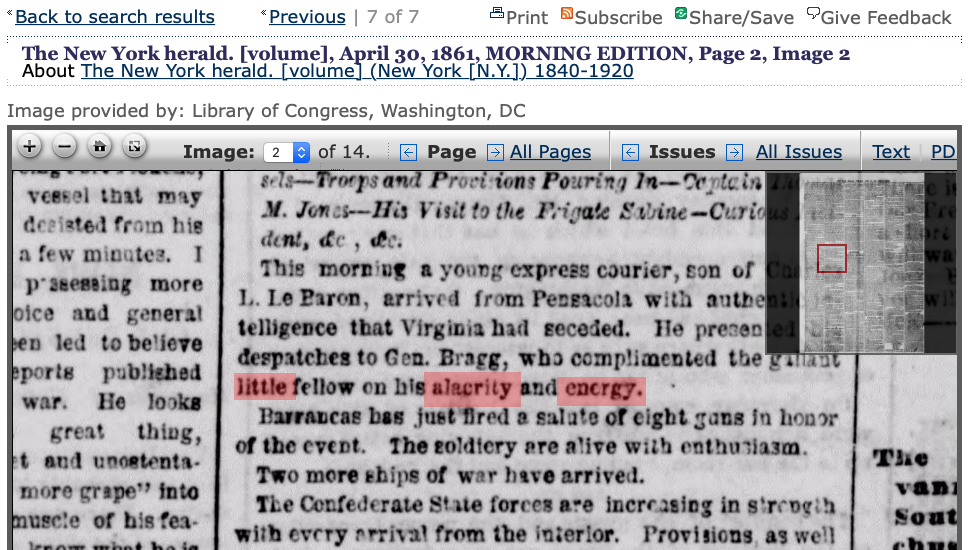 Back to search results
Previous | 7 of 7
Print
Subscribe
Share/Save
Give Feedback
The New York herald. [volume], April 30, 1861, MORNING EDITION, Page 2, Image 2
About The New York herald. [volume] (New York [N.Y.]) 1840-1920
Image provided by: Library of Congress, Washington, DC
Image: 2 of 14.
Page
All Pages
Issues
All Issues
Text
PD
vessel that may
desisted from his
a few minutes. I
p'ssessing more
oice and general
en led to believe
eports published
war. He looks
great thing,
et and unostenta-
more grape" into
muscle of his fea-
know what he is
sels—Troops and Provisions Pouring In—Captain
M. Jones—His Visit to the Frigate Sabine—Curious
dent, &c , &c.
This morning a young express courier, son of
L. Le Baron, arrived from Pensacola with authen
telligence that Virginia had seceded. He presen
despatches to Gen. Bragg, who complimented the gallant
little fellow on his alacrity and energy.
Barrancas has just fired a salute of eight guns in honor
of the event. The soldiery are alive with enthusiasm.
Two more ships of war have arrived.
The Confederate State forces are increasing in strength
with every arrival from the interior. Provisions, as well
The
vann
Sout